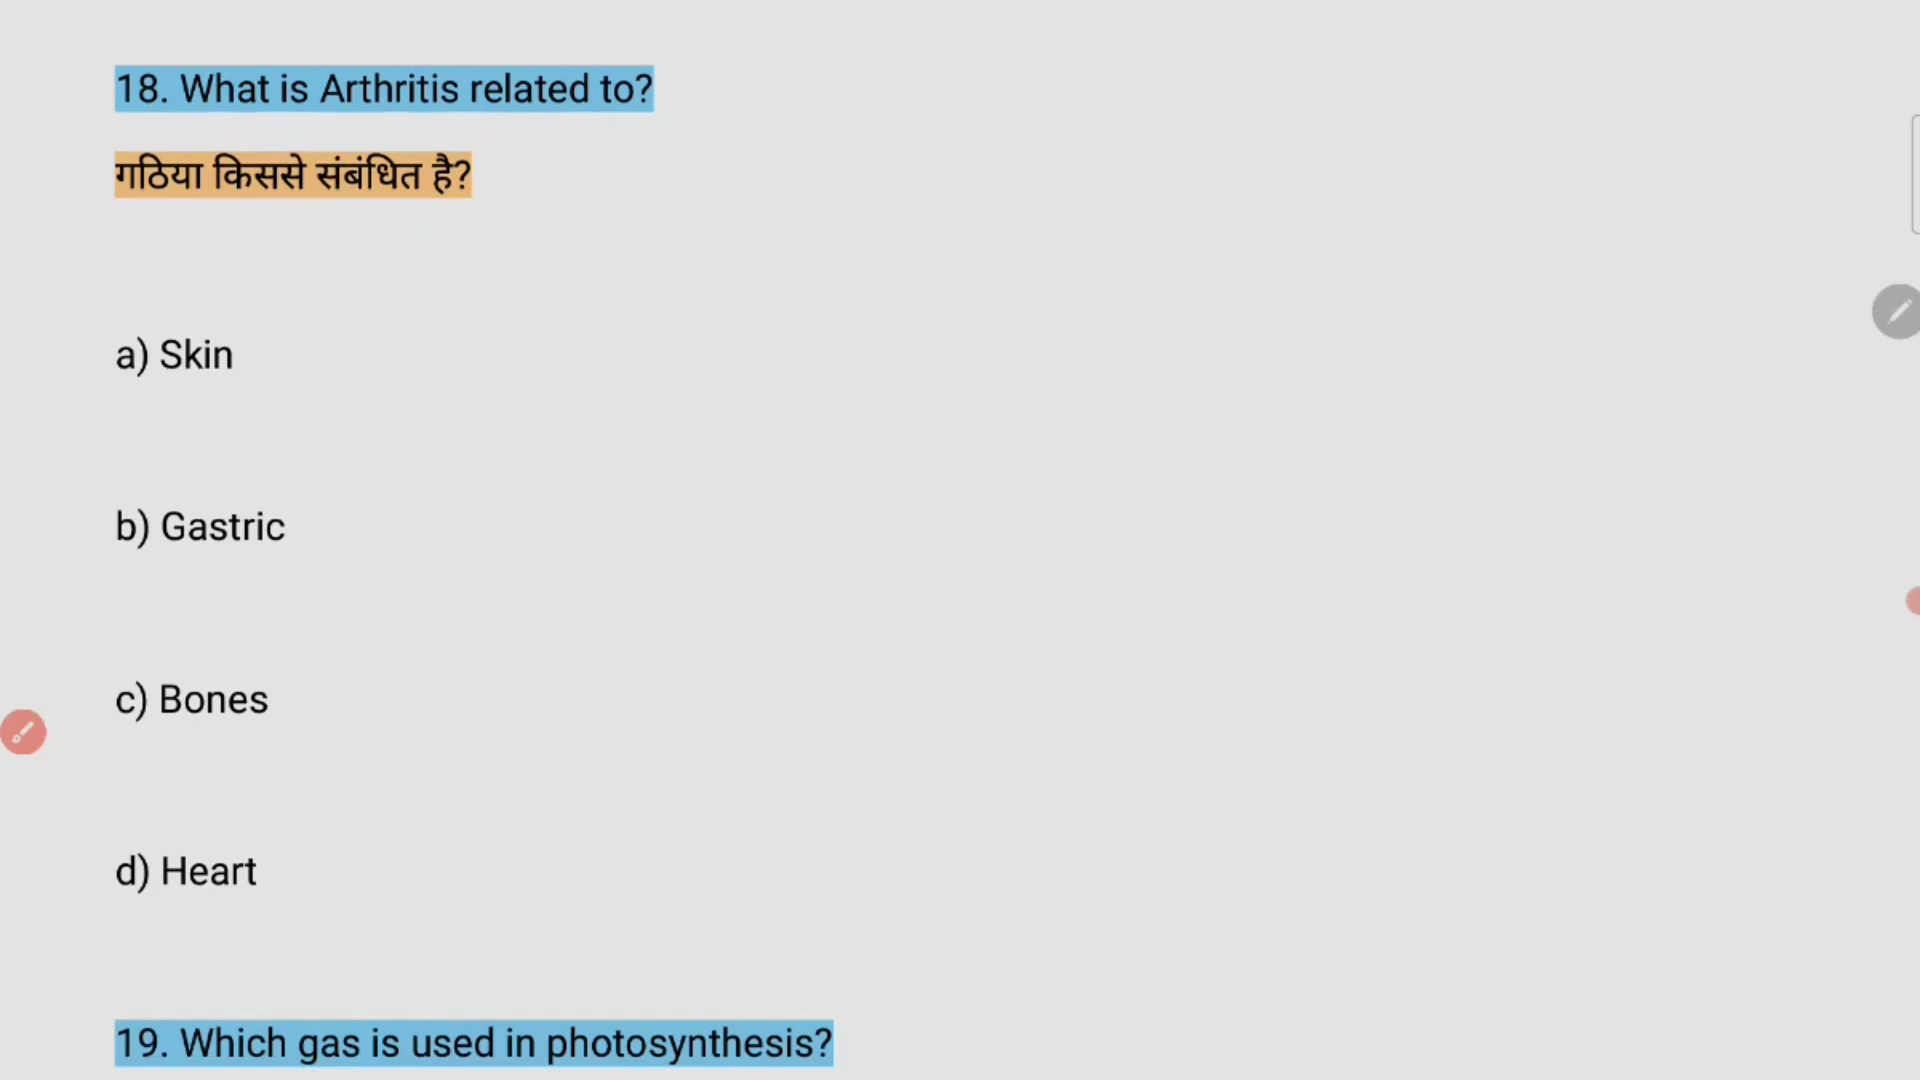 18. What is Arthritis related to?
गठिया किससे संबंधित है?
a) Skin
b) Gastric
c) Bones
d) Heart
19. Which gas is used in photosynthesis?